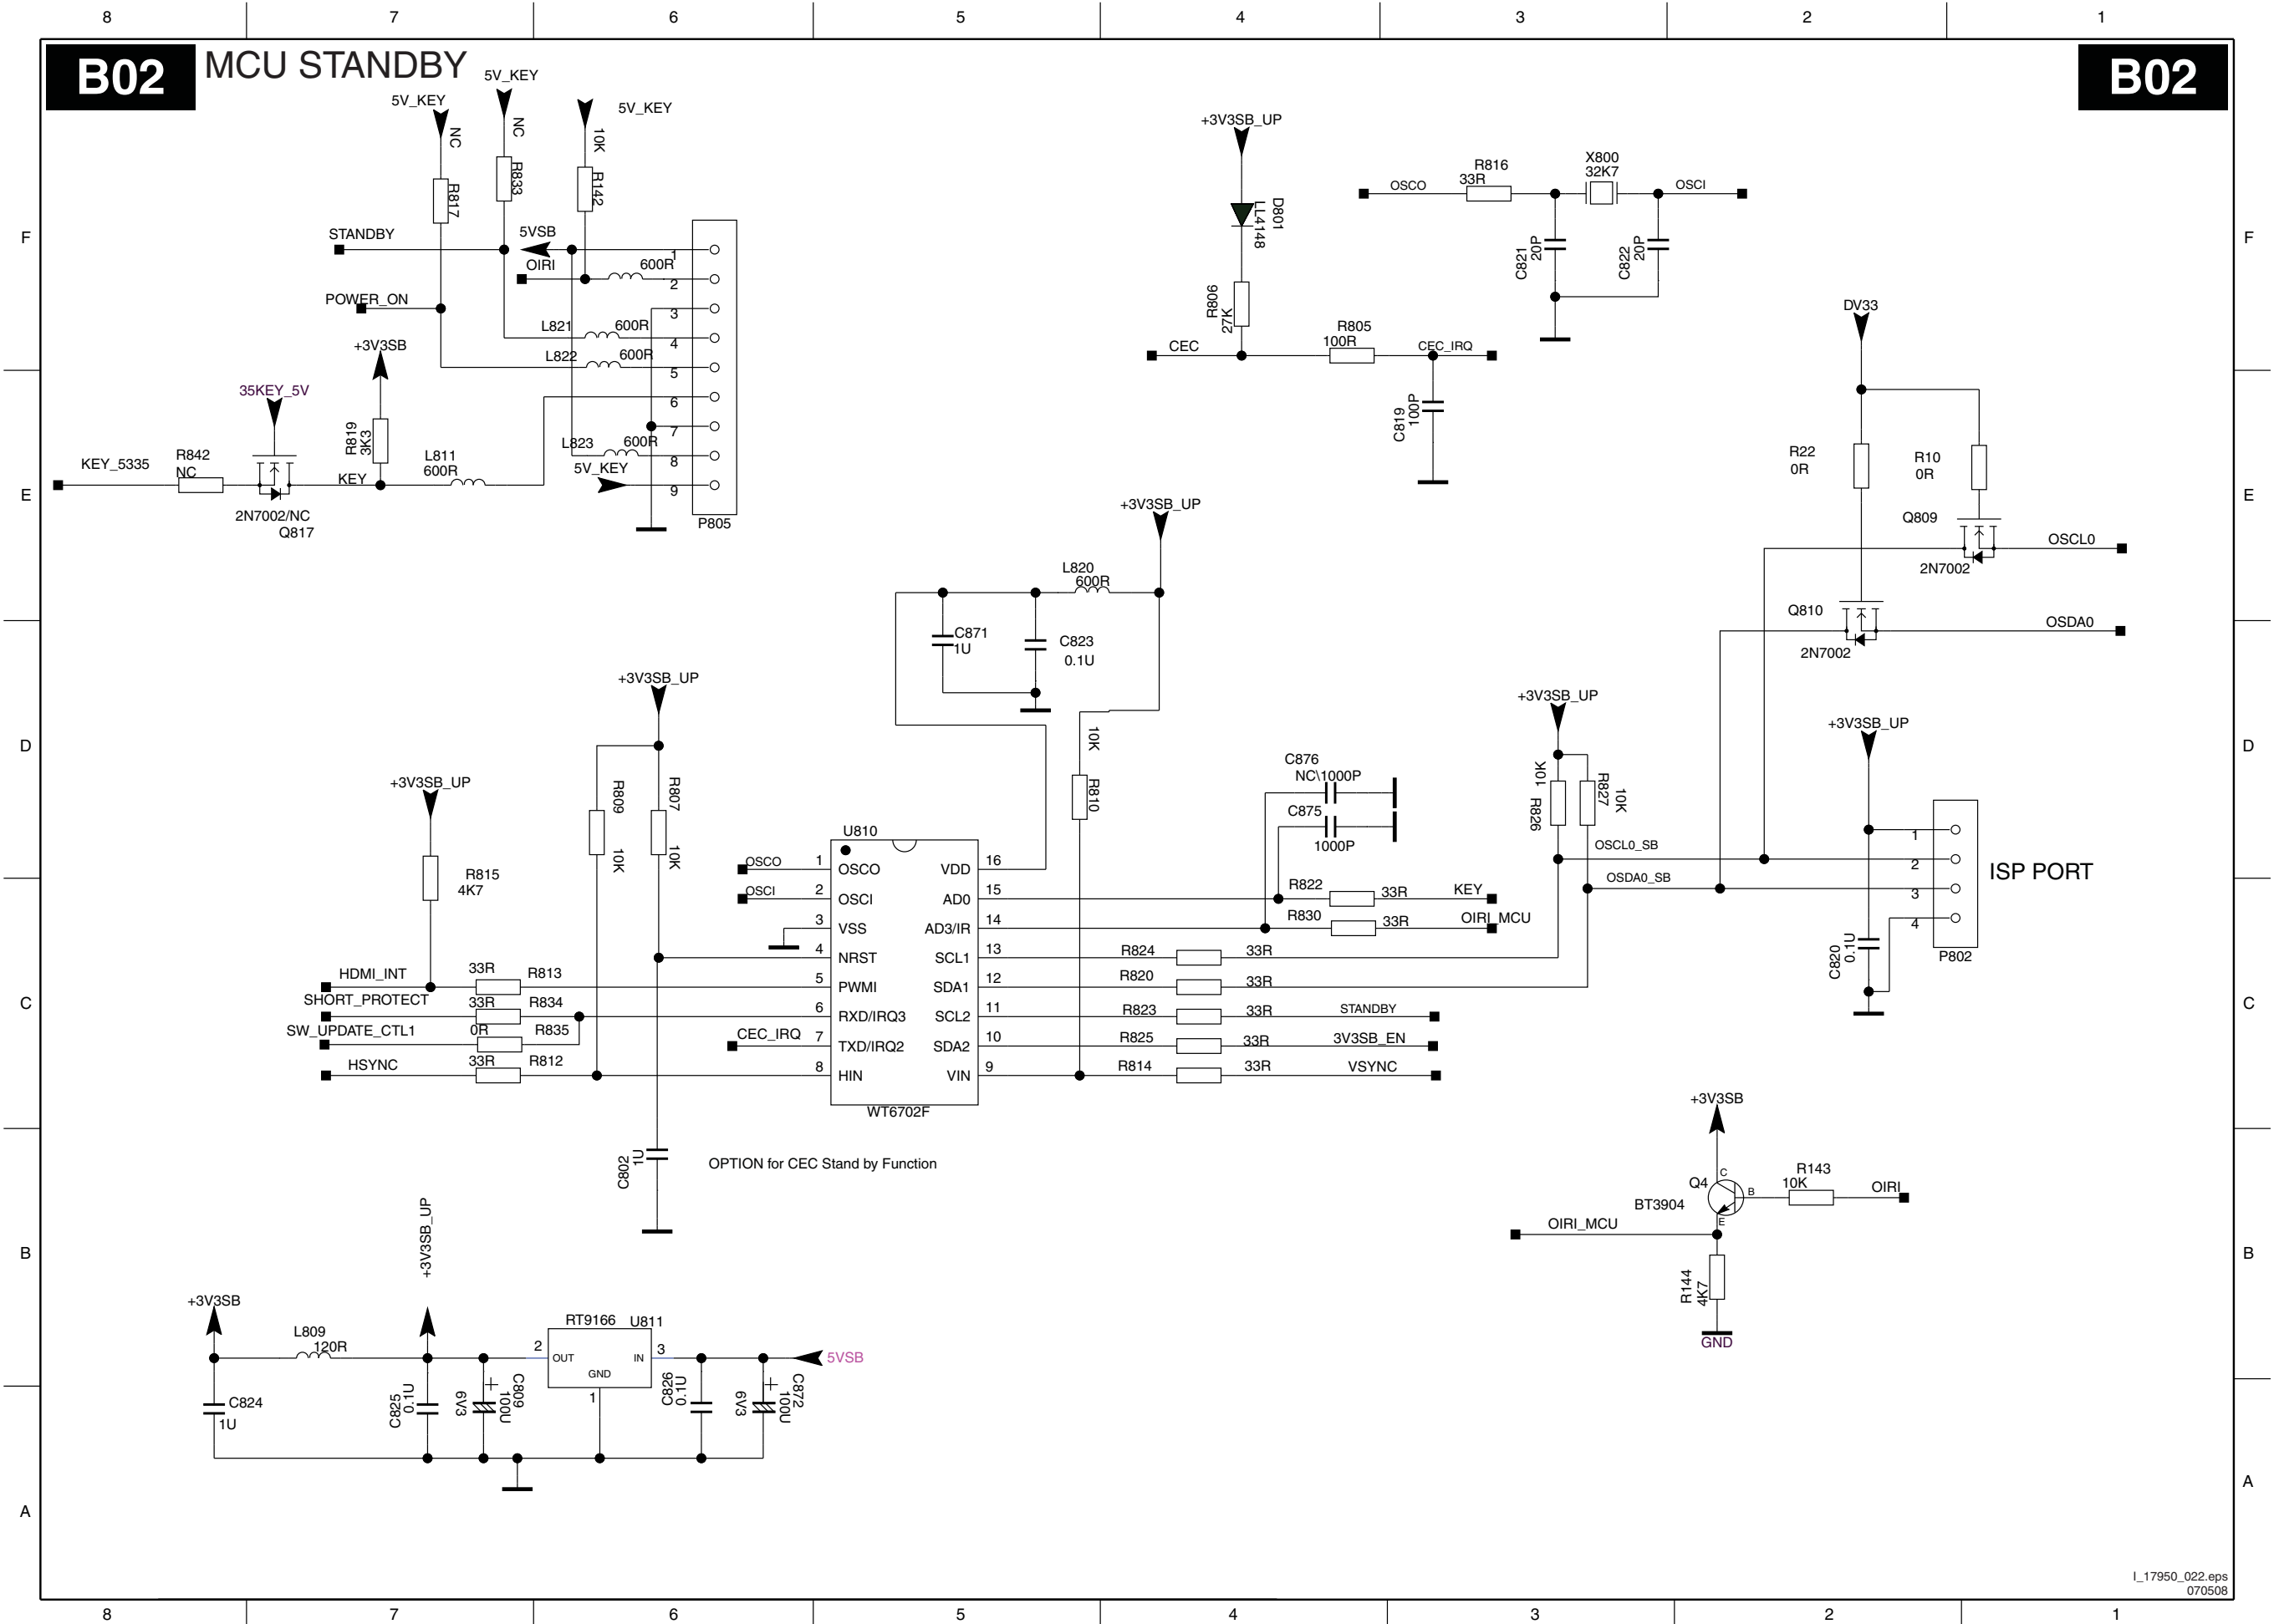 8 7 6 5 4 3 2 1
B02 MCU STANDBY B02
5V_KEY
5V_KEY
5V_KEY
NC
NC
10K
R817
R833
R142
STANDBY
5VSB
OIRI
600R
POWER_ON
L821 600R
L822 600R
+3V3SB
35KEY_5V
R819
3K3
KEY_5335
R842
NC
KEY
L811
600R
L823 600R
5V_KEY
2N7002/NC
Q817
1
2
3
4
5
6
7
8
9
P805
+3V3SB_UP
D801
LL4148
R806
27K
CEC
R805
100R
CEC_IRQ
C819
100P
OSCO
R816
33R
X800
32K7
OSCI
C821
20P
C822
20P
DV33
R22
0R
R10
0R
Q809
2N7002
OSCL0
Q810
2N7002
OSDA0
F
F
E
E
+3V3SB_UP
L820
600R
C871
1U
C823
0.1U
+3V3SB_UP
R809
10K
R807
10K
+3V3SB_UP
R815
4K7
10K
R810
C876
NC\1000P
C875
1000P
+3V3SB_UP
10K
R826
R827
10K
+3V3SB_UP
OSCL0_SB
OSDA0_SB
1
2
3
4
ISP PORT
P802
C820
0.1U
D
D
U810
OSCO 1 OSCO VDD 16
OSCI 2 OSCI AD0 15 R822 33R KEY
3 VSS AD3/IR 14 R830 33R OIRI_MCU
4 NRST SCL1 13 R824 33R
HDMI_INT 33R R813 5 PWMI SDA1 12 R820 33R
SHORT_PROTECT 33R R834 6 RXD/IRQ3 SCL2 11 R823 33R STANDBY
SW_UPDATE_CTL1 0R R835 CEC_IRQ 7 TXD/IRQ2 SDA2 10 R825 33R 3V3SB_EN
HSYNC 33R R812 8 HIN VIN 9 R814 33R VSYNC
WT6702F
C
C
C802
1U
OPTION for CEC Stand by Function
+3V3SB
C
Q4
B
BT3904
E
R143
10K
OIRI
OIRI_MCU
R144
4K7
GND
B
B
+3V3SB_UP
+3V3SB
L809
120R
RT9166 U811
2 OUT IN 3
GND
1
5VSB
C824
1U
C825
0.1U
6V3
C809
100U
C826
0.1U
6V3
C872
100U
A
A
I_17950_022.eps
070508
8 7 6 5 4 3 2 1